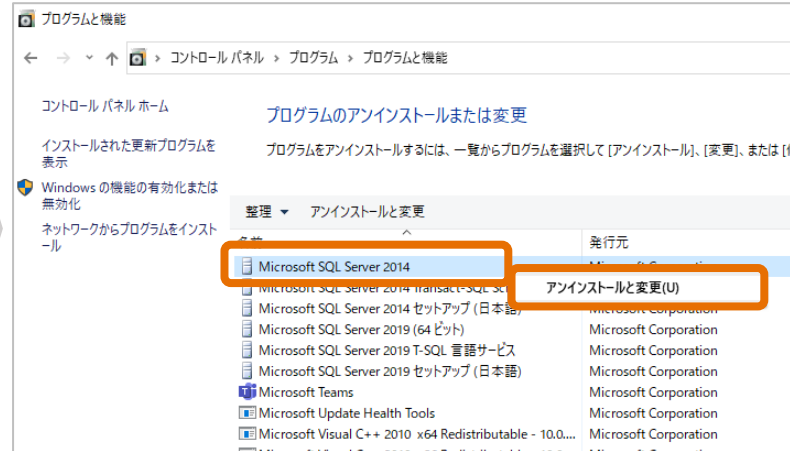 プログラムと機能
コントロール パネル › プログラム › プログラムと機能
コントロール パネル ホーム
インストールされた更新プログラムを
表示
Windows の機能の有効化または
無効化
ネットワークからプログラムをインスト
ール
プログラムのアンインストールまたは変更
プログラムをアンインストールするには、一覧からプログラムを選択して [アンインストール]、[変更]、または
整理 ▼ アンインストールと変更
発行元
Microsoft SQL Server 2014
アンインストールと変更(U)
Microsoft SQL Server 2014 Transact-SQL
Microsoft SQL Server 2014 セットアップ (日本語) Microsoft Corporation
Microsoft SQL Server 2019 (64 ビット) Microsoft Corporation
Microsoft SQL Server 2019 T-SQL 言語サービス Microsoft Corporation
Microsoft SQL Server 2019 セットアップ (日本語) Microsoft Corporation
Microsoft Teams Microsoft Corporation
Microsoft Update Health Tools Microsoft Corporation
Microsoft Visual C++ 2010 x64 Redistributable - 10.0.... Microsoft Corporation